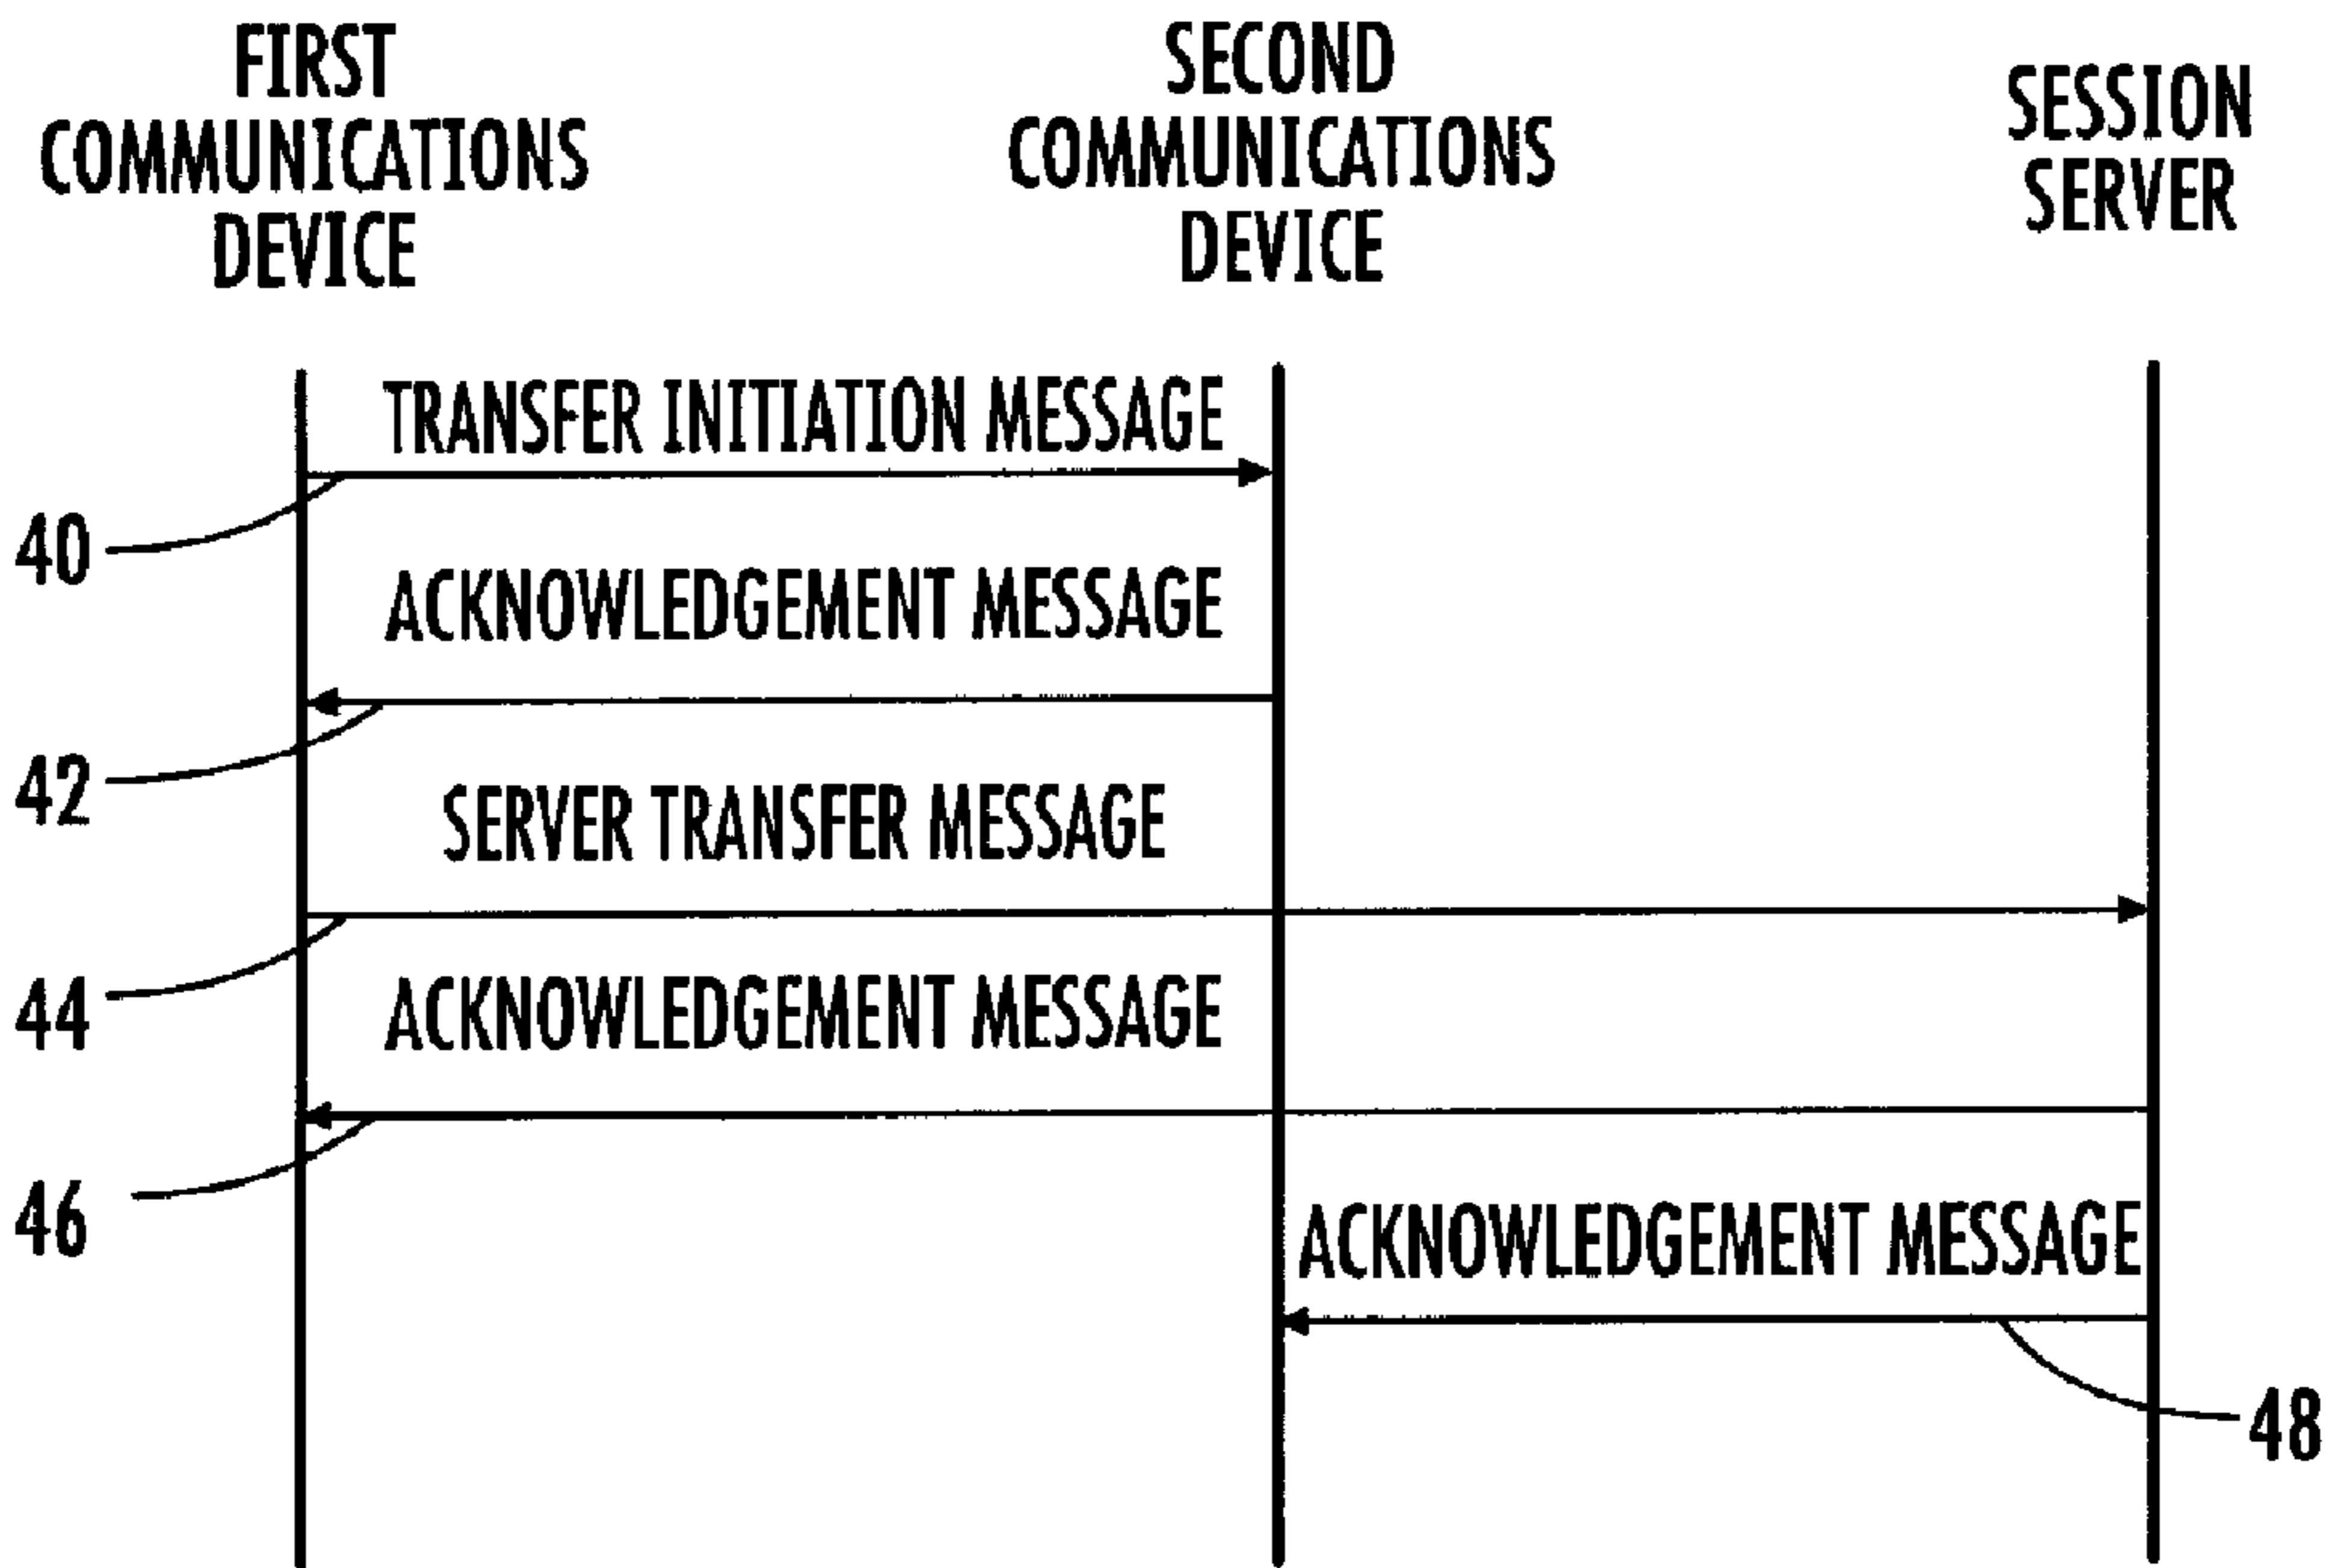 FIRST
COMMUNICATIONS
DEVICE
SECOND
COMMUNICATIONS
DEVICE
SESSION
SERVER
TRANSFER INITIATION MESSAGE
40
ACKNOWLEDGEMENT MESSAGE
42
SERVER TRANSFER MESSAGE
44
ACKNOWLEDGEMENT MESSAGE
46
ACKNOWLEDGEMENT MESSAGE
48